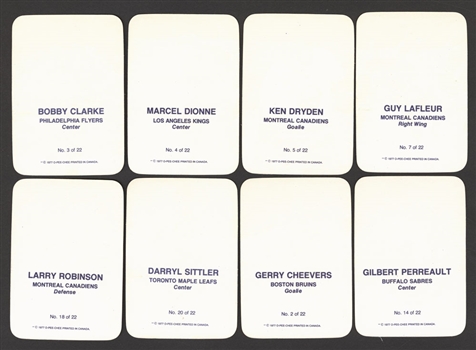 BOBBY CLARKE
PHILADELPHIA FLYERS
Center
No. 3 of 22
MARCEL DIONNE
LOS ANGELES KINGS
Center
No. 4 of 22
KEN DRYDEN
MONTREAL CANADIENS
Goalie
No. 5 of 22
GUY LAFLEUR
MONTREAL CANADIENS
Right Wing
No. 7 of 22
LARRY ROBINSON
MONTREAL CANADIENS
Defense
No. 18 of 22
DARRYL SITTLER
TORONTO MAPLE LEAFS
Center
No. 20 of 22
GERRY CHEEVERS
BOSTON BRUINS
Goalie
No. 2 of 22
GILBERT PERREAULT
BUFFALO SABRES
Center
No. 14 of 22